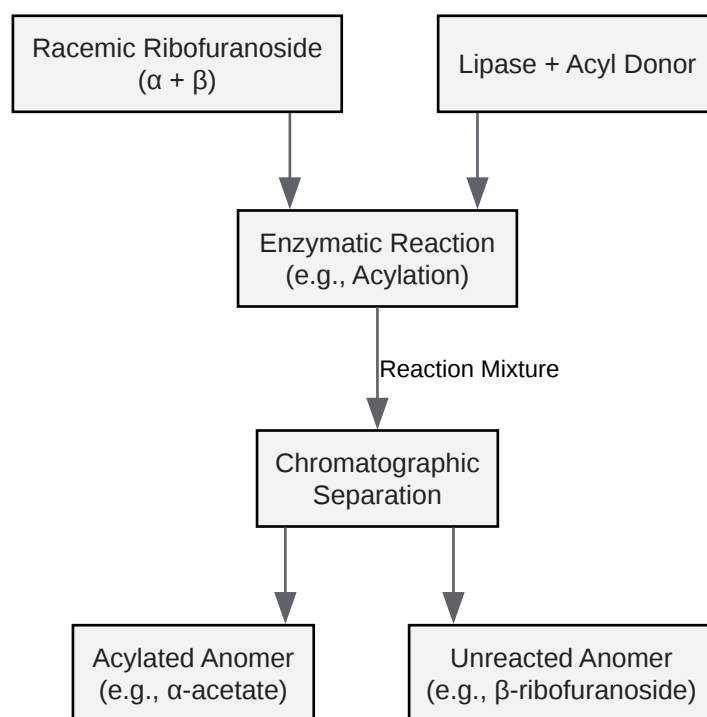 Racemic Ribofuranoside
(α + β)
Lipase + Acyl Donor
Enzymatic Reaction
(e.g., Acylation)
Reaction Mixture
Chromatographic
Separation
Acylated Anomer
(e.g., α-acetate)
Unreacted Anomer
(e.g., β-ribofuranoside)